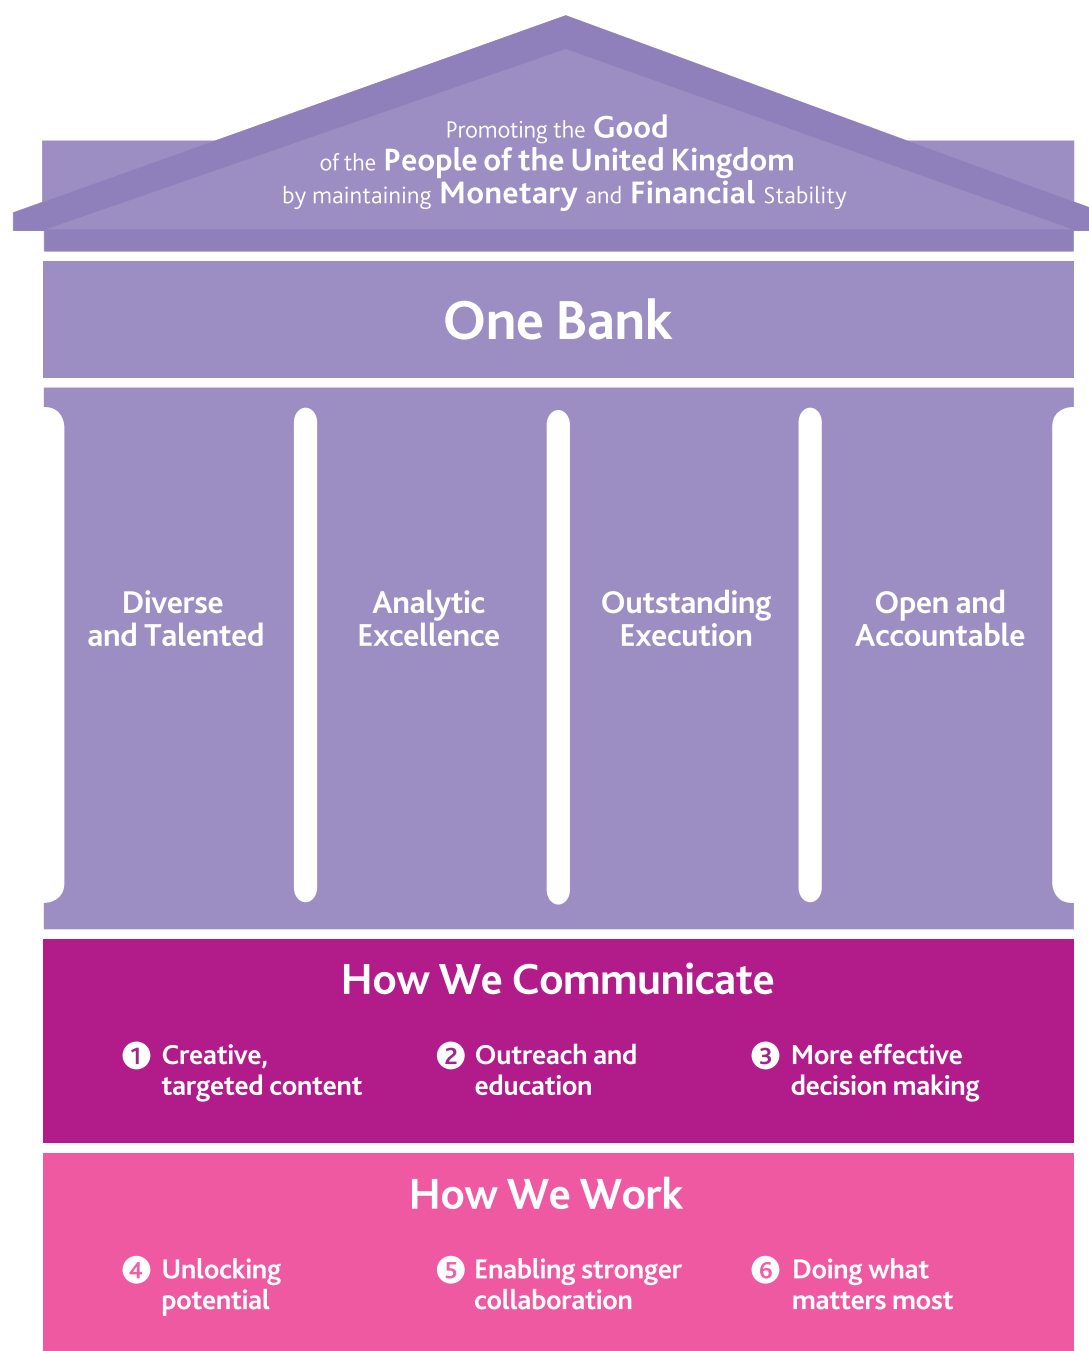 Promoting the Good
of the People of the United Kingdom
by maintaining Monetary and Financial Stability
One Bank
Diverse
and Talented
Analytic
Excellence
Outstanding
Execution
Open and
Accountable
How We Communicate
1 Creative,
targeted content
2 Outreach and
education
3 More effective
decision making
How We Work
4 Unlocking
potential
5 Enabling stronger
collaboration
6 Doing what
matters most